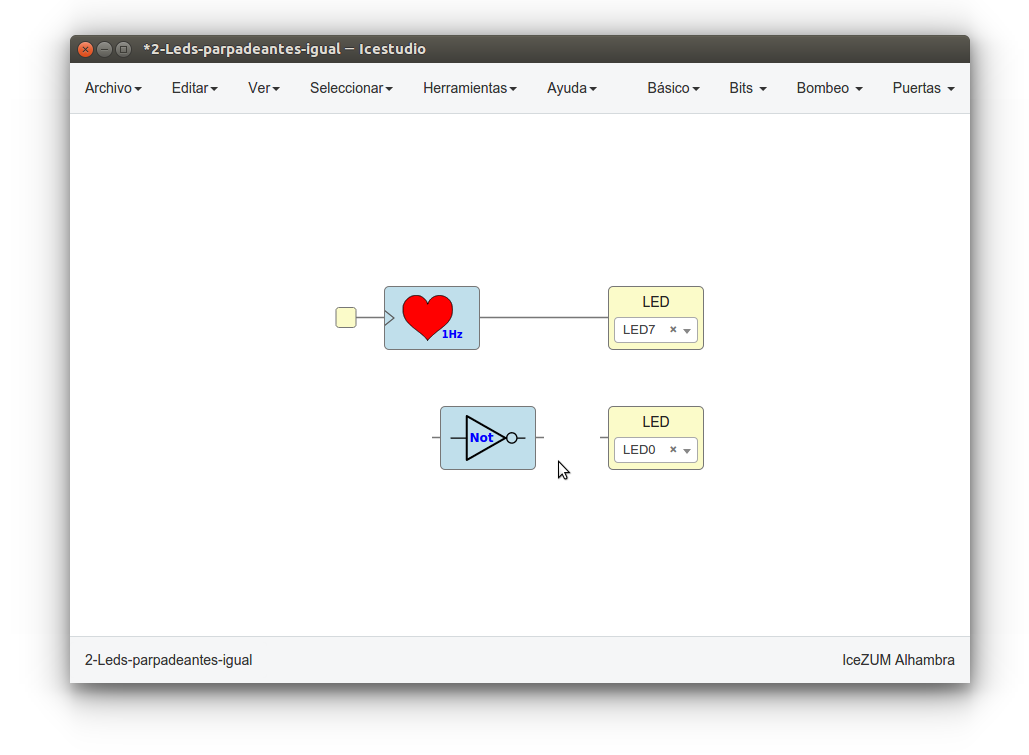 *2-Leds-parpadeantes-igual — Icestudio
Archivo Editar Ver Seleccionar Herramientas Ayuda Básico Bits Bombeo Puertas
1Hz
LED
LED7 ×
Not
LED
LED0 ×
2-Leds-parpadeantes-igual IceZUM Alhambra